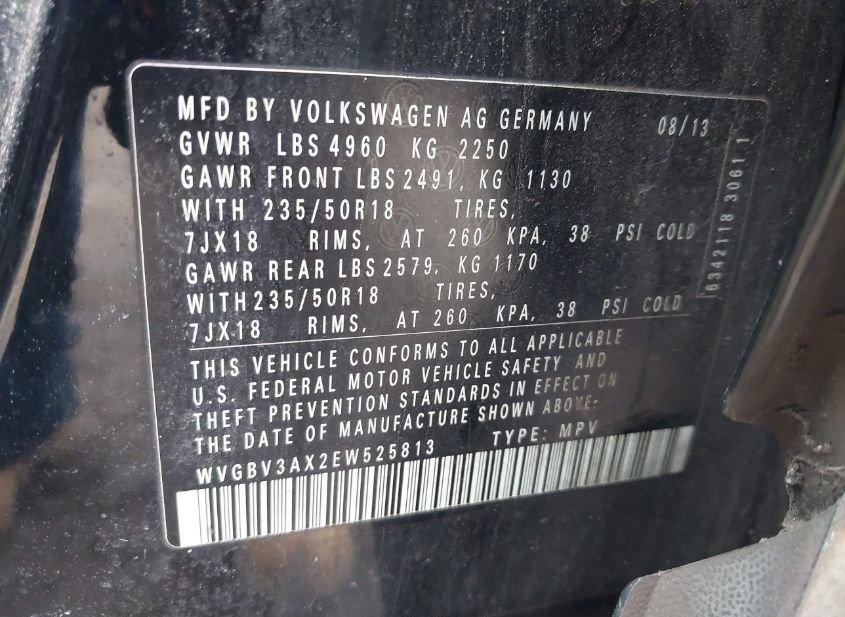 MFD BY VOLKSWAGEN AG GERMANY 08/13
GVWR LBS 4960 KG 2250
GAWR FRONT LBS 2491, KG 1130
WITH 235/50R18 TIRES,
7JX18 RIMS, AT 260 KPA, 38 PSI COLD
GAWR REAR LBS 2579, KG 1170
WITH 235/50R18 TIRES,
7JX18 RIMS, AT 260 KPA, 38 PSI COLD
THIS VEHICLE CONFORMS TO ALL APPLICABLE
U.S. FEDERAL MOTOR VEHICLE SAFETY AND
THEFT PREVENTION STANDARDS IN EFFECT ON
THE DATE OF MANUFACTURE SHOWN ABOVE.
WVGBV3AX2EW525813 TYPE: MPV
6342118 3061 1